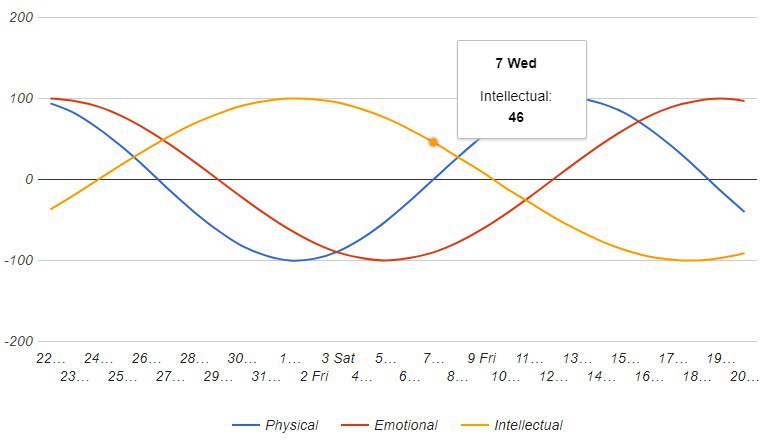 200
7 Wed
Intellectual:
46
100
0
-100
-200
22… 24… 26… 28… 30… 1… 3 Sat 5… 7… 9 Fri 11… 13… 15… 17… 19…
23… 25… 27… 29… 31… 2 Fri 4… 6… 8… 10… 12… 14… 16… 18… 20…
Physical Emotional Intellectual